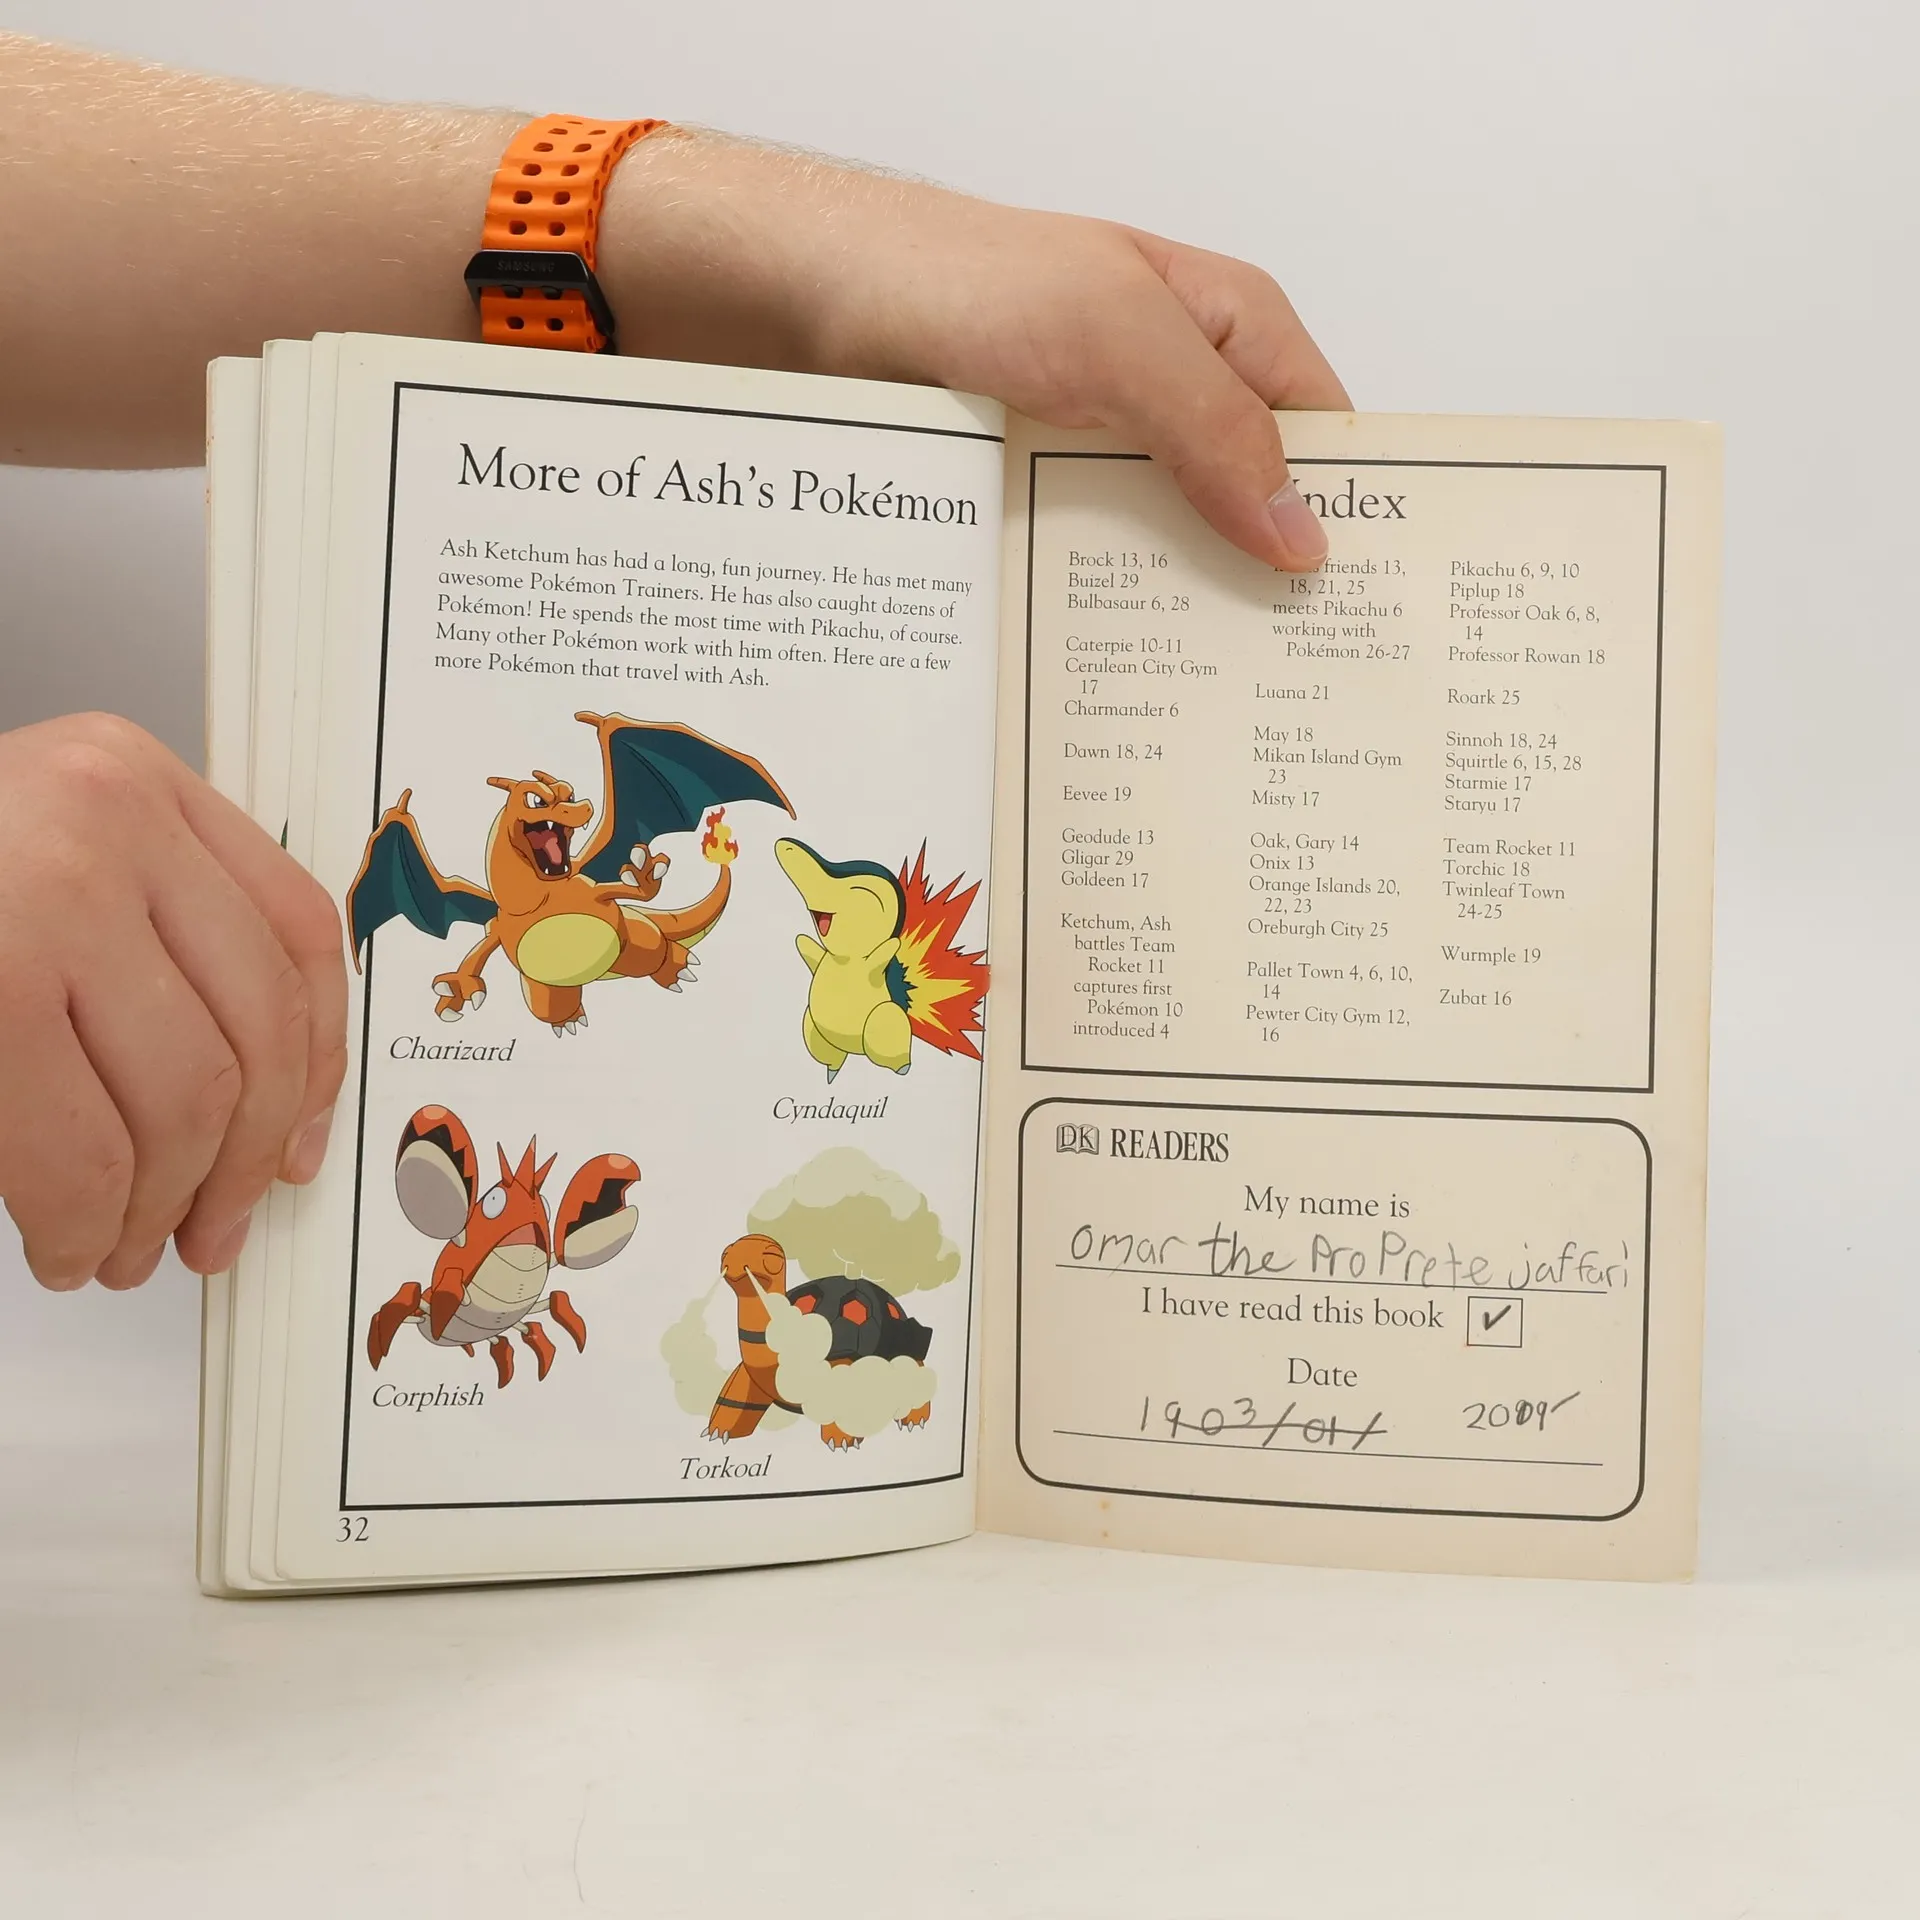 SAMSUNG
More of Ash's Pokémon
Ash Ketchum has had a long, fun journey. He has met many
awesome Pokémon Trainers. He has also caught dozens of
Pokémon! He spends the most time with Pikachu, of course.
Many other Pokémon work with him often. Here are a few
more Pokémon that travel with Ash.
Charizard
Cyndaquil
Corphish
Torkoal
32
ndex
Brock 13, 16
Buizel 29
Bulbasaur 6, 28
Caterpie 10-11
Cerulean City Gym
17
Charmander 6
Dawn 18, 24
Eevee 19
Geodude 13
Gligar 29
Goldeen 17
Ketchum, Ash
battles Team
Rocket 11
captures first
Pokémon 10
introduced 4
friends 13,
18, 21, 25
meets Pikachu 6
working with
Pokémon 26-27
Luana 21
May 18
Mikan Island Gym
23
Misty 17
Oak, Gary 14
Onix 13
Orange Islands 20,
22, 23
Oreburgh City 25
Pallet Town 4, 6, 10,
14
Pewter City Gym 12,
16
Pikachu 6, 9, 10
Piplup 18
Professor Oak 6, 8,
14
Professor Rowan 18
Roark 25
Sinnoh 18, 24
Squirtle 6, 15, 28
Starmie 17
Staryu 17
Team Rocket 11
Torchic 18
Twinleaf Town
24-25
Wurmple 19
Zubat 16
DK READERS
My name is
omar the Pro Prete jaffari
I have read this book ✓
Date
1903/01/